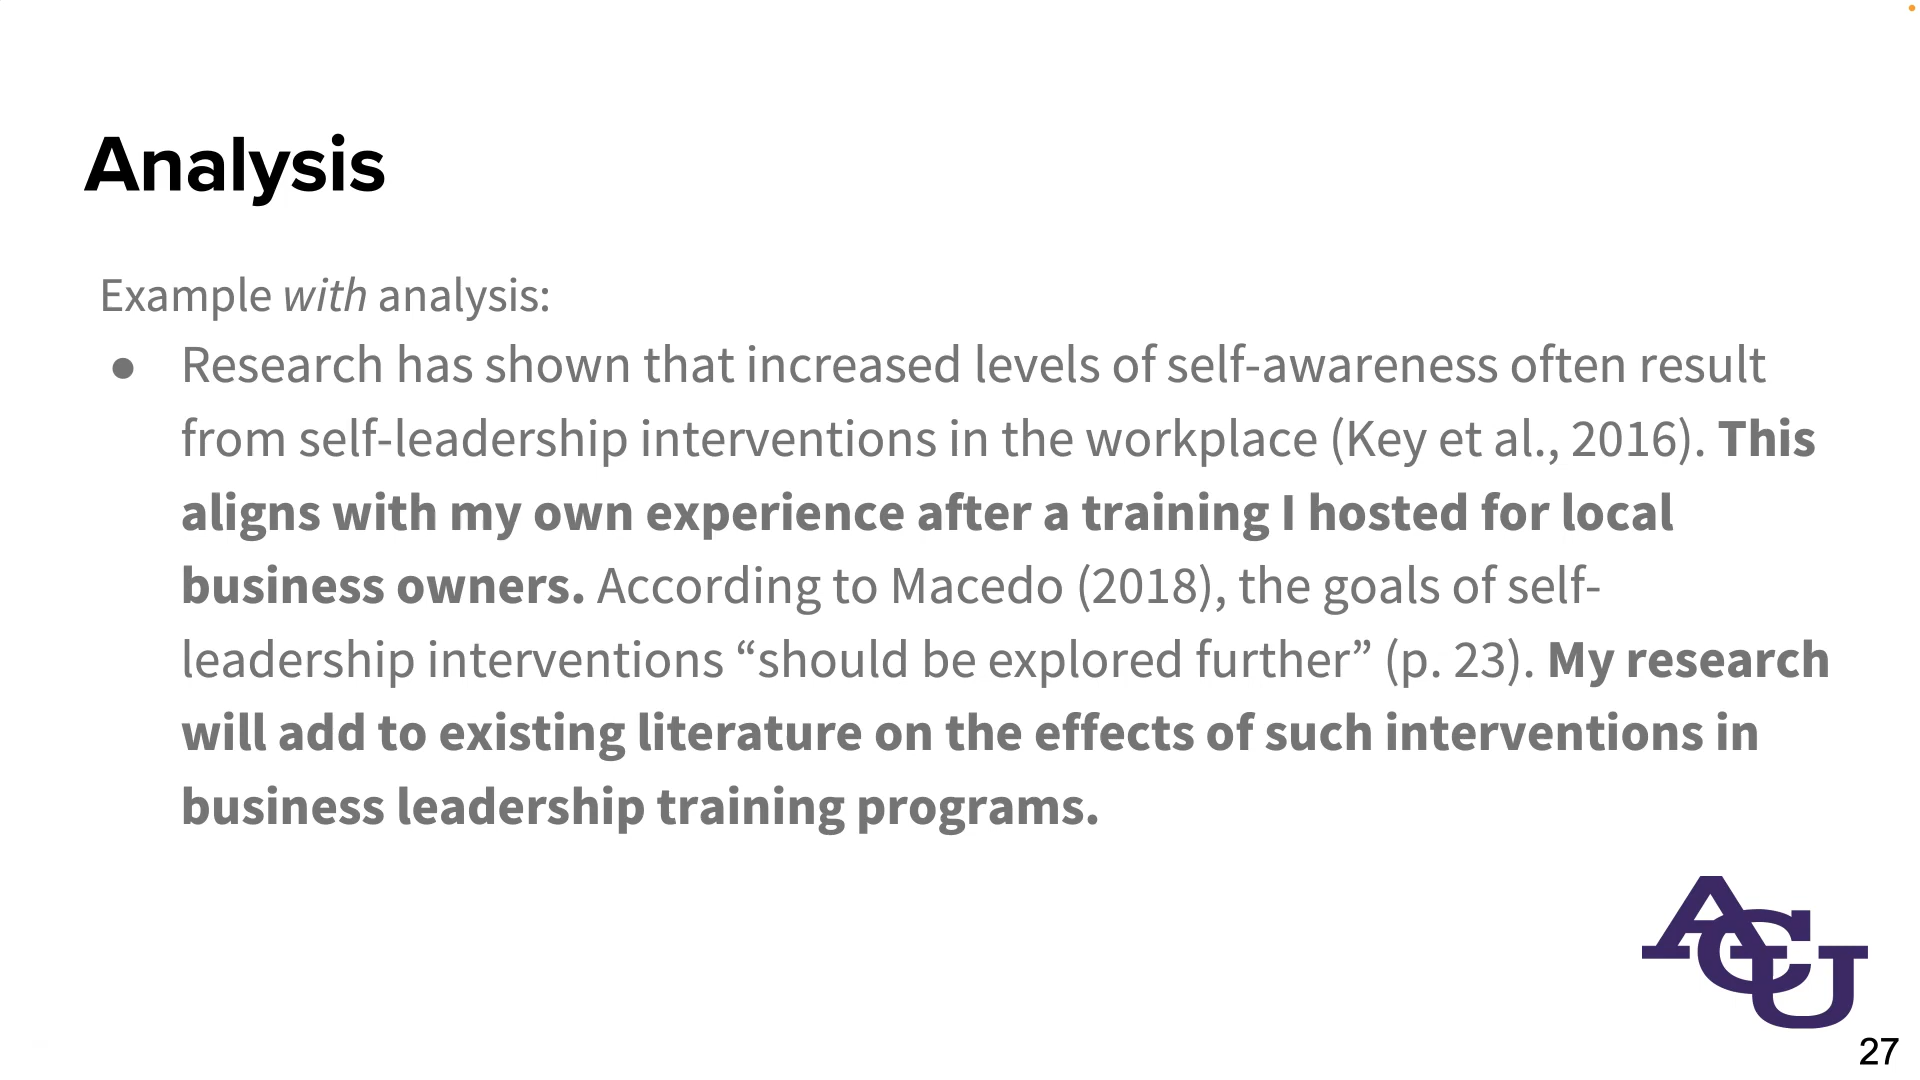 Analysis
Example with analysis:
● Research has shown that increased levels of self-awareness often result
from self-leadership interventions in the workplace (Key et al., 2016). This
aligns with my own experience after a training I hosted for local
business owners. According to Macedo (2018), the goals of self-
leadership interventions “should be explored further” (p. 23). My research
will add to existing literature on the effects of such interventions in
business leadership training programs.
ACU
27